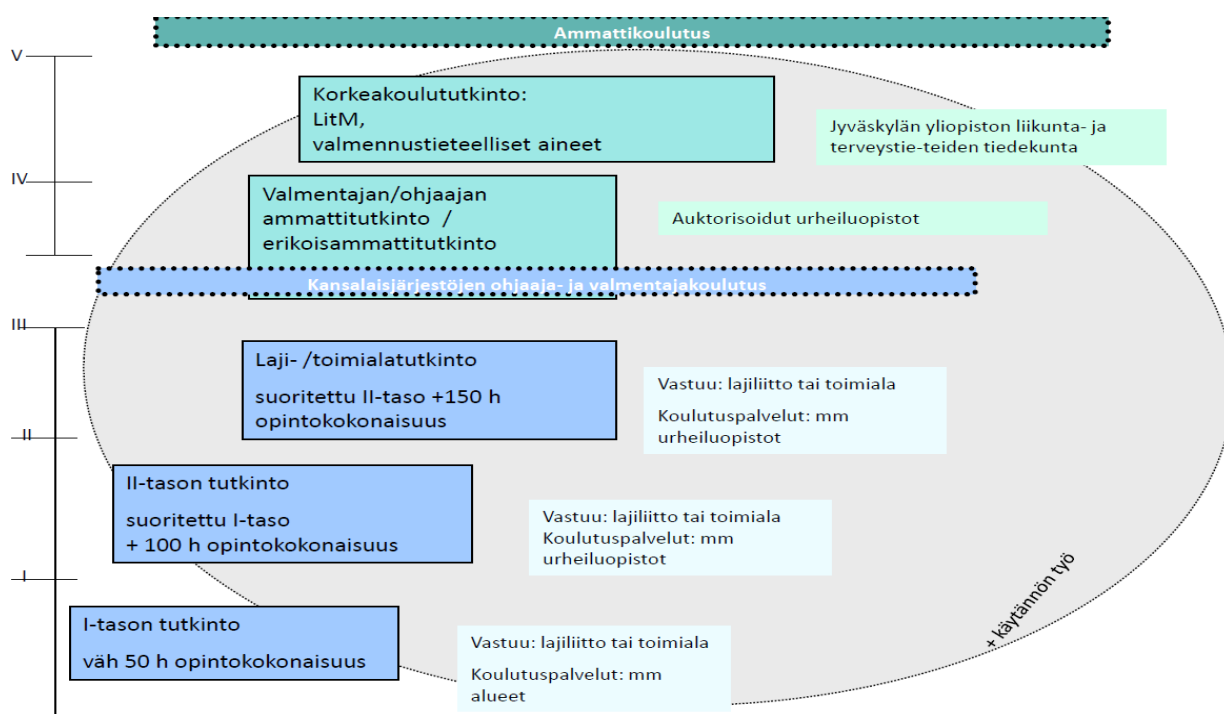 Ammattikoulutus
V
Korkeakoulututkinto:
LitM,
valmennustieteelliset aineet
Jyväskylän yliopiston liikunta- ja
terveystie-teiden tiedekunta
IV
Valmentajan/ohjaajan
ammattitutkinto /
erikoisammattitutkinto
Auktorisoidut urheiluopistot
Kansalaisjärjestöjen ohjaaja- ja valmentajakoulutus
III
Laji- /toimialatutkinto
suoritettu II-taso +150 h
opintokokonaisuus
Vastuu: lajiliitto tai toimiala
Koulutuspalvelut: mm
urheiluopistot
II
II-tason tutkinto
suoritettu I-taso
+ 100 h opintokokonaisuus
Vastuu: lajiliitto tai toimiala
Koulutuspalvelut: mm
urheiluopistot
I
I-tason tutkinto
väh 50 h opintokokonaisuus
Vastuu: lajiliitto tai toimiala
Koulutuspalvelut: mm
alueet
+ käytännön työ